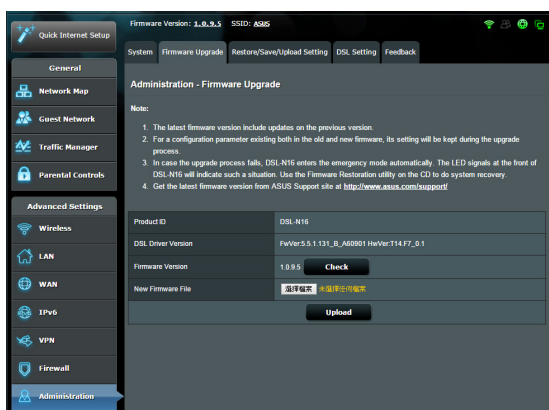 Quick Internet Setup
General
Network Map
Guest Network
Traffic Manager
Parental Controls
Advanced Settings
Wireless
LAN
WAN
IPv6
VPN
Firewall
Administration
Firmware Version: 1.0.9.5 SSID: ASUS
System Firmware Upgrade Restore/Save/Upload Setting DSL Setting Feedback
Administration - Firmware Upgrade
Note:
1. The latest firmware version include updates on the previous version.
2. For a configuration parameter existing both in the old and new firmware, its setting will be kept during the upgrade
process.
3. In case the upgrade process fails, DSL-N16 enters the emergency mode automatically. The LED signals at the front of
DSL-N16 will indicate such a situation. Use the Firmware Restoration utility on the CD to do system recovery.
4. Get the latest firmware version from ASUS Support site at http://www.asus.com/support/
Product ID DSL-N16
DSL Driver Version FwVer:5.5.1.131_B_A60901 HwVer:T14.F7_0.1
Firmware Version 1.0.9.5 Check
New Firmware File 選擇檔案 未選擇任何檔案
Upload